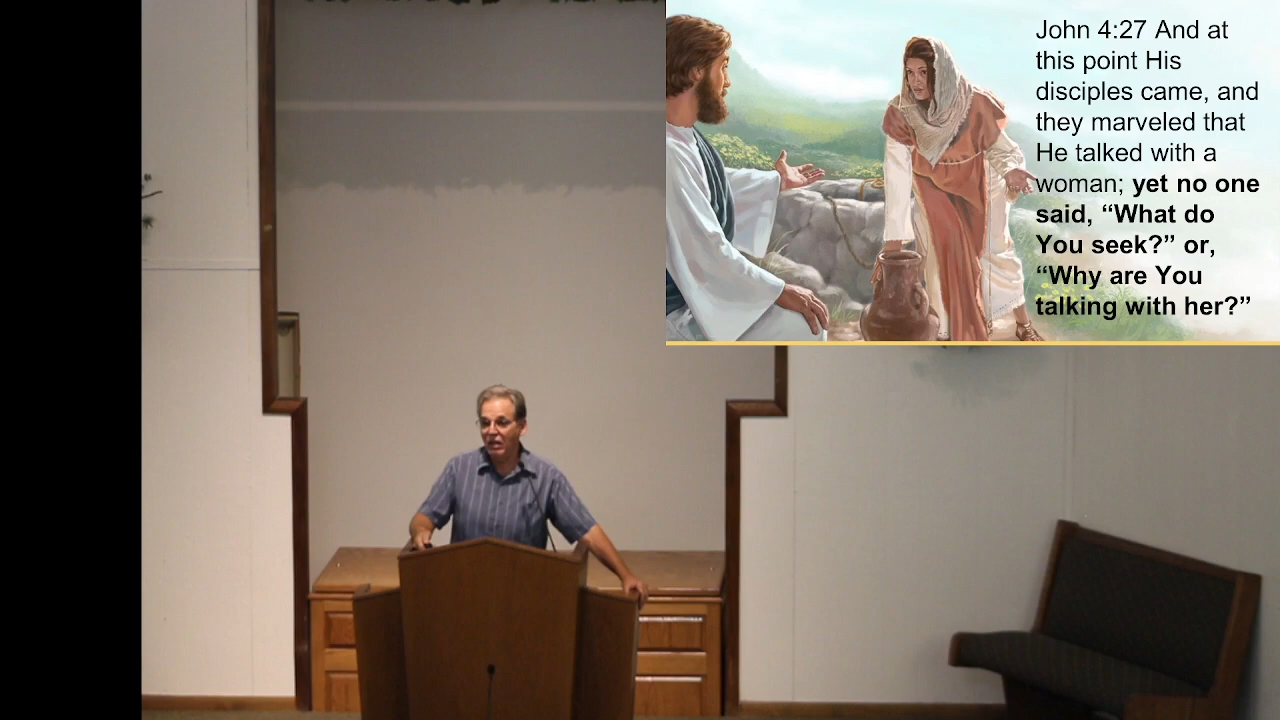 John 4:27 And at
this point His
disciples came, and
they marveled that
He talked with a
woman; yet no one
said, “What do
You seek?” or,
“Why are You
talking with her?”